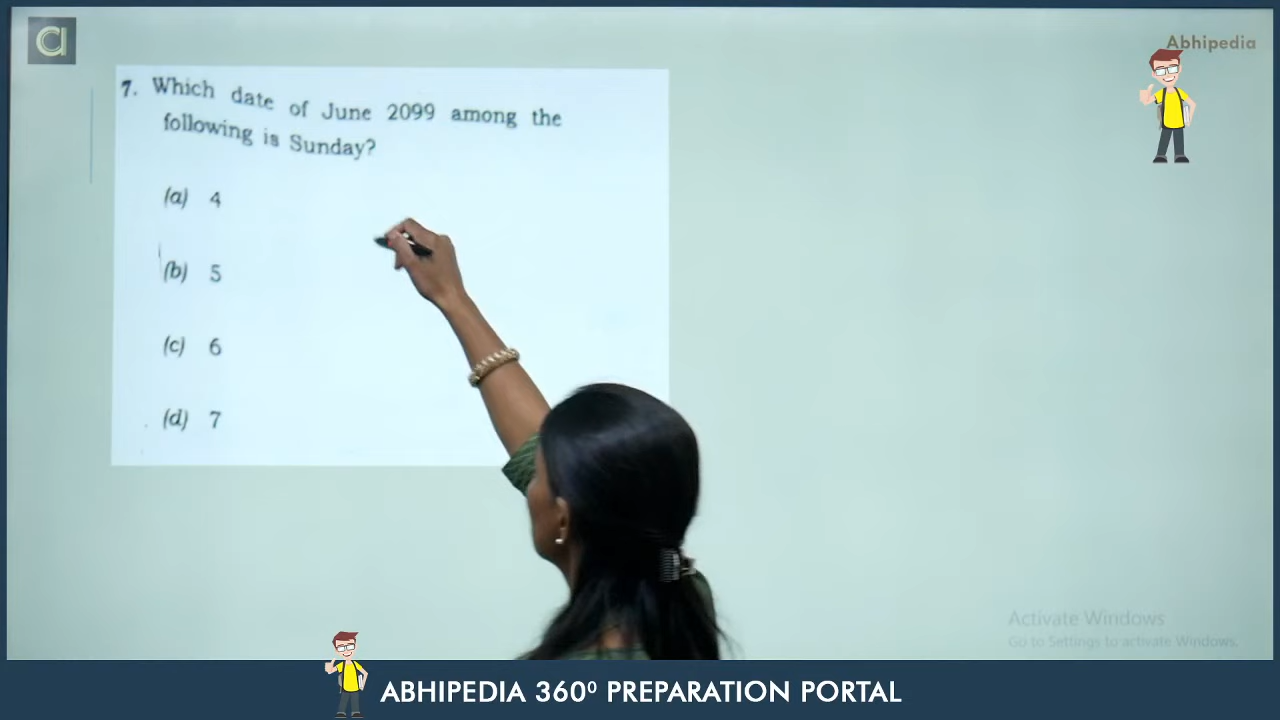 Abhipedia
7. Which date of June 2099 among the
following is Sunday?
(a) 4
(b) 5
(c) 6
(d) 7
Activate Windows
Go to Settings to activate Windows.
ABHIPEDIA 360⁰ PREPARATION PORTAL